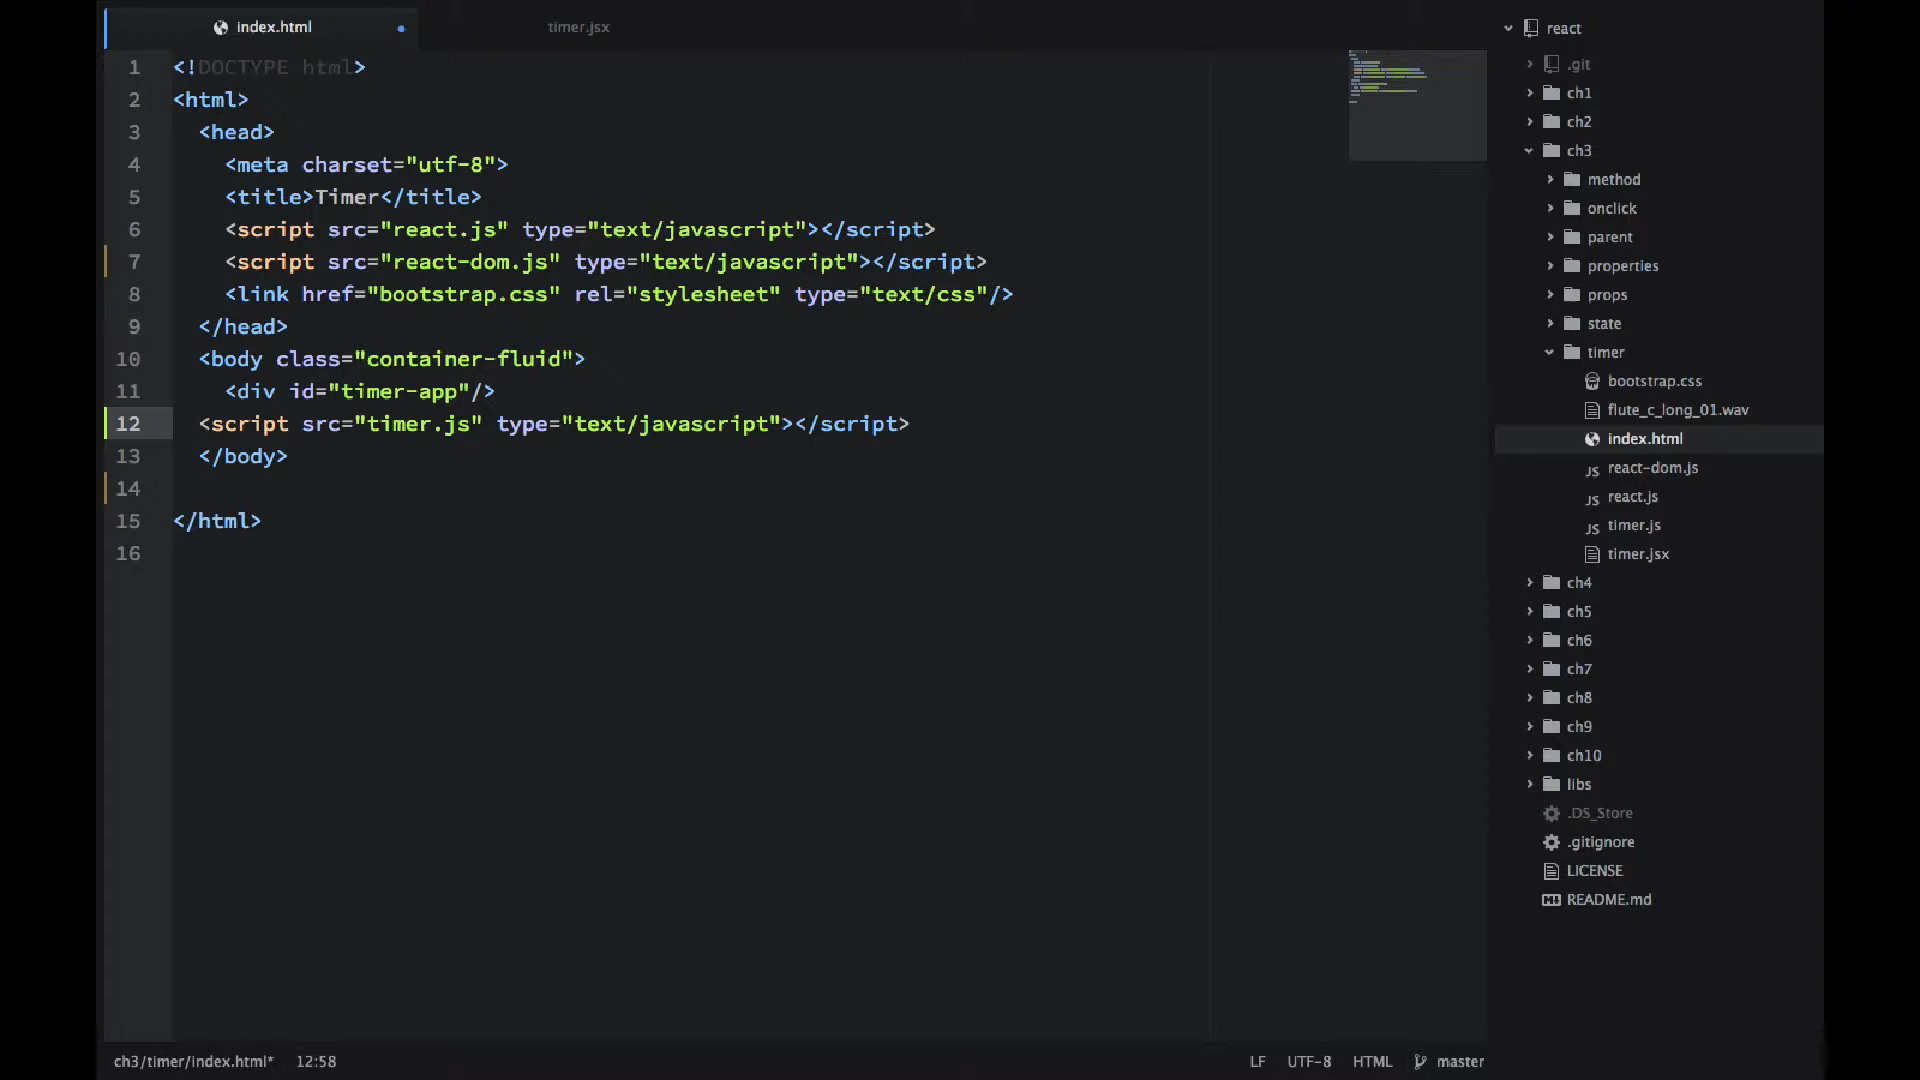 index.html
timer.jsx
1 <!DOCTYPE html>
2 <html>
3 <head>
4 <meta charset="utf-8">
5 <title>Timer</title>
6 <script src="react.js" type="text/javascript"></script>
7 <script src="react-dom.js" type="text/javascript"></script>
8 <link href="bootstrap.css" rel="stylesheet" type="text/css"/>
9 </head>
10 <body class="container-fluid">
11 <div id="timer-app"/>
12 <script src="timer.js" type="text/javascript"></script>
13 </body>
14
15 </html>
16
react
.git
ch1
ch2
ch3
method
onclick
parent
properties
props
state
timer
bootstrap.css
flute_c_long_01.wav
index.html
JS react-dom.js
JS react.js
JS timer.js
timer.jsx
ch4
ch5
ch6
ch7
ch8
ch9
ch10
libs
.DS_Store
.gitignore
LICENSE
README.md
ch3/timer/index.html* 12:58
LF UTF-8 HTML master